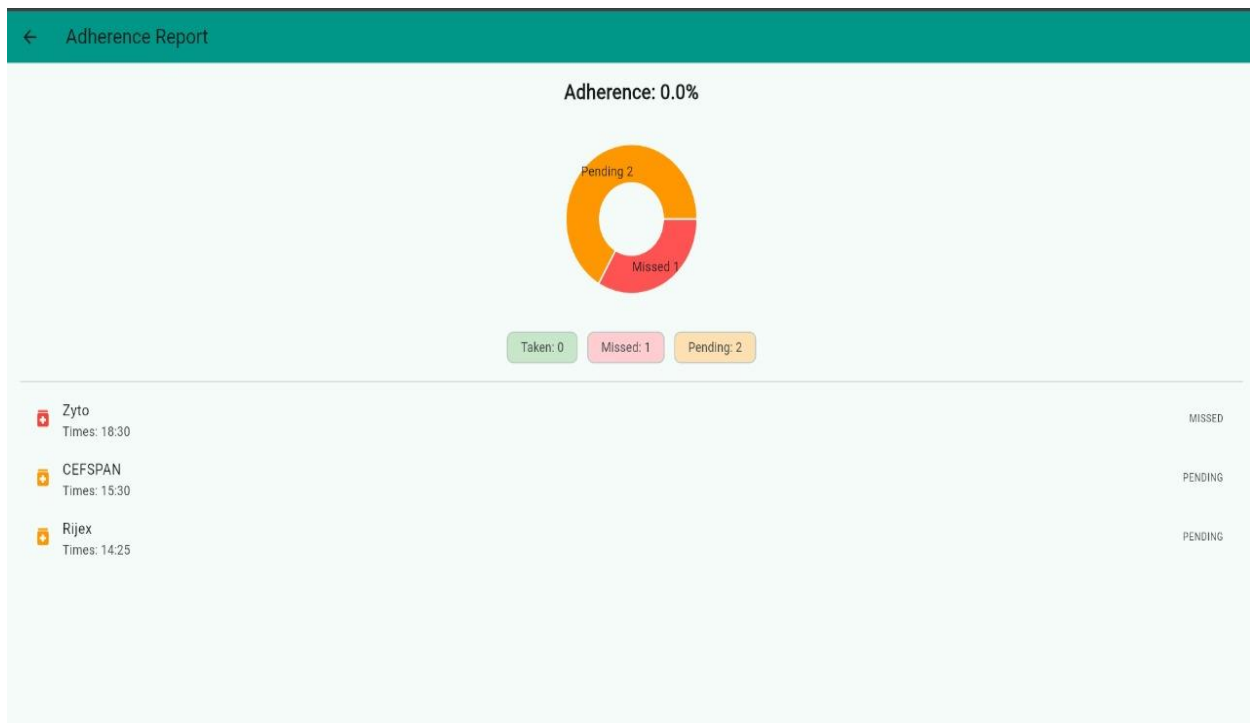 Adherence Report
Adherence: 0.0%
Pending 2
Missed 1
Taken: 0
Missed: 1
Pending: 2
Zyto
Times: 18:30
MISSED
CEFSPAN
Times: 15:30
PENDING
Rijex
Times: 14:25
PENDING